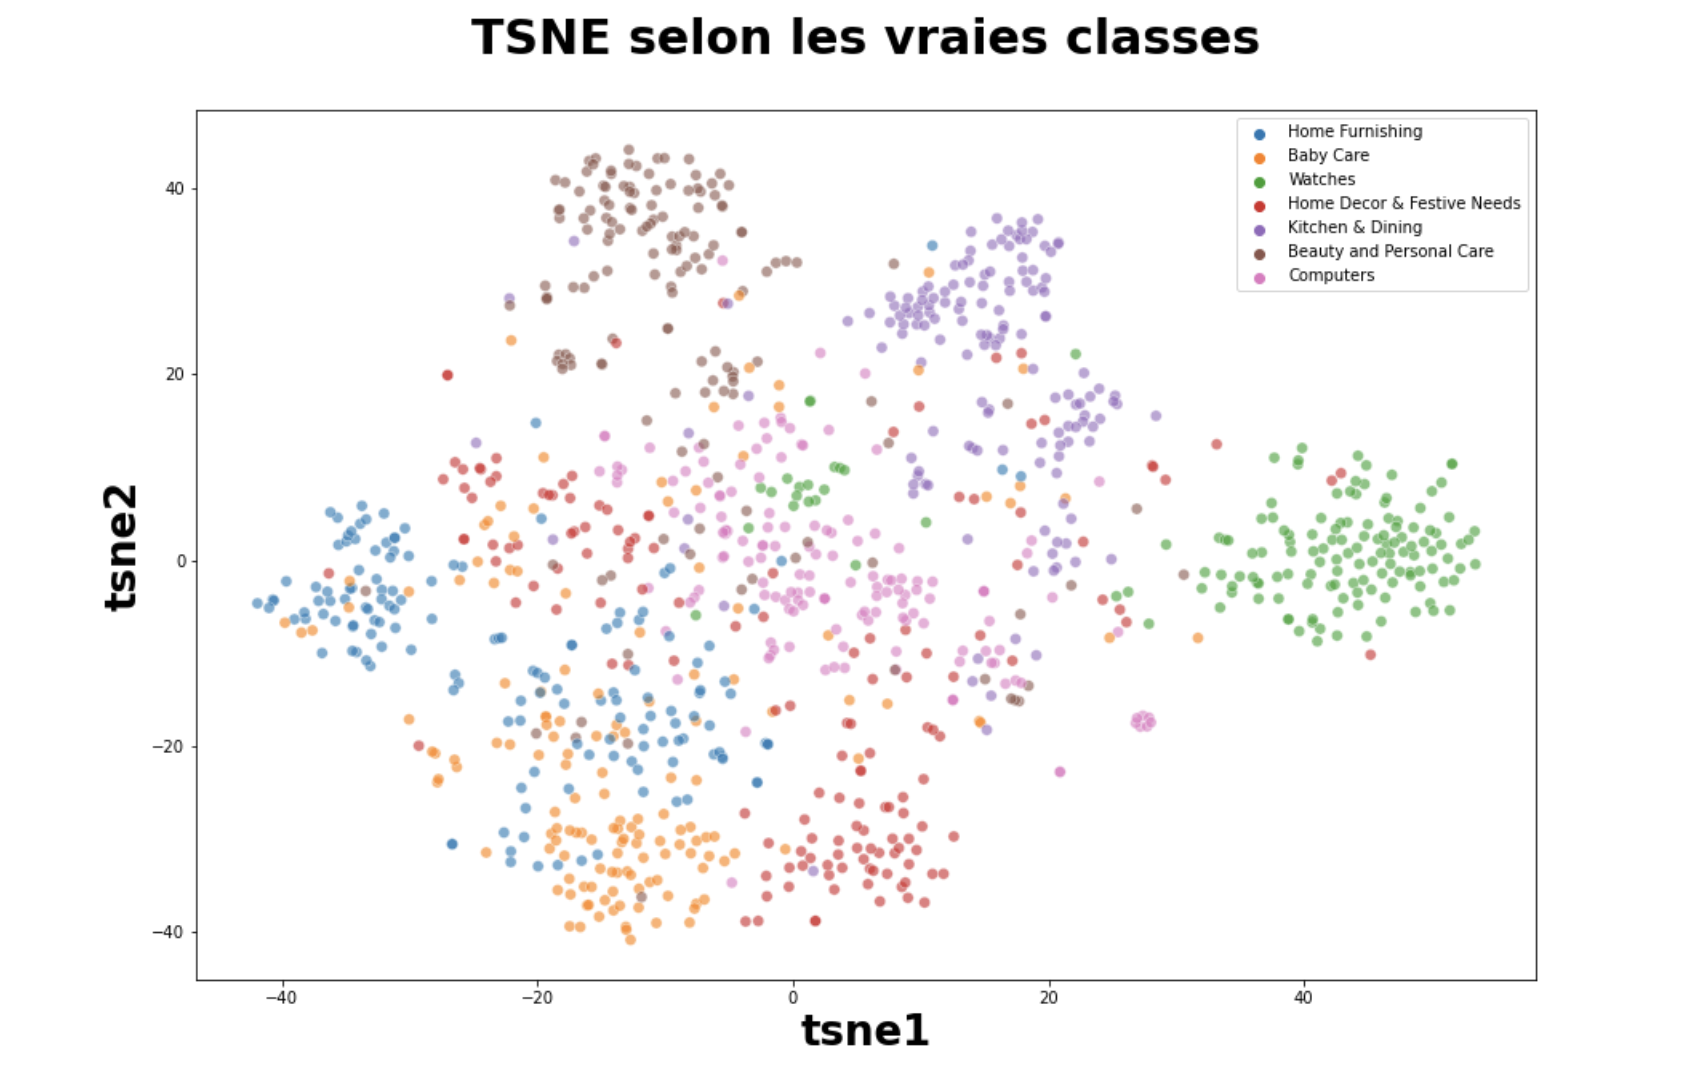 TSNE selon les vraies classes
Home Furnishing
Baby Care
Watches
Home Decor & Festive Needs
Kitchen & Dining
Beauty and Personal Care
Computers
40
20
0
−20
−40
tsne2
−40
−20
0
20
40
tsne1